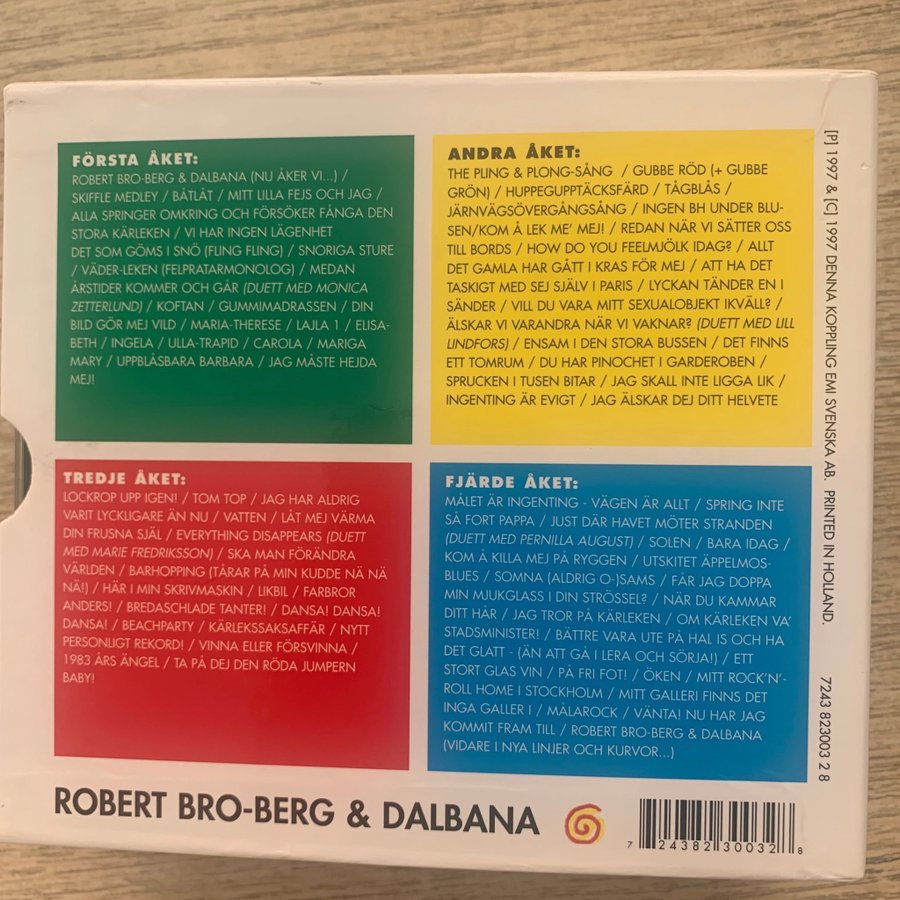 FÖRSTA ÅKET:
ROBERT BRO-BERG & DALBANA (NU ÅKER VI...) /
SKIFFLE MEDLEY / BÅTLÅT / MITT LILLA FEJS OCH JAG /
ALLA SPRINGER OMKRING OCH FÖRSÖKER FÅNGA DEN
STORA KÄRLEKEN / VI HAR INGEN LÄGENHET
DET SOM GÖMS I SNÖ (FLING FLING) / SNORIGA STURE
/ VÄDER-LEKEN (FELPRATARMONOLOG) / MEDAN
ÅRSTIDER KOMMER OCH GÅR (DUETT MED MONICA
ZETTERLUND) / KOFTAN / GUMMIMADRASSEN / DIN
BILD GÖR MEJ VILD / MARIA-THERESE / LAJLA 1 / ELISA-
BETH / INGELA / ULLA-TRAPID / CAROLA / MARIGA
MARY / UPPBLÅSBARA BARBARA / JAG MÅSTE HEJDA
MEJ!
ANDRA ÅKET:
THE PLING & PLONG-SÅNG / GUBBE RÖD (+ GUBBE
GRÖN) / HUPPEGUPPTÄCKSFÄRD / TÅGBLÅS /
JÄRNVÄGSÖVERGÅNGSÅNG / INGEN BH UNDER BLU-
SEN/KOM Å LEK ME' MEJ! / REDAN NÄR VI SÄTTER OSS
TILL BORDS / HOW DO YOU FEELMJÖLK IDAG? / ALLT
DET GAMLA HAR GÅTT I KRAS FÖR MEJ / ATT HA DET
TASKIGT MED SEJ SJÄLV I PARIS / LYCKAN TÄNDER EN I
SÄNDER / VILL DU VARA MITT SEXUALOBJEKT IKVÄLL? /
ÄLSKAR VI VARANDRA NÄR VI VAKNAR? (DUETT MED LILL
LINDFORS) / ENSAM I DEN STORA BUSSEN / DET FINNS
ETT TOMRUM / DU HAR PINOCHET I GARDEROBEN /
SPRUCKEN I TUSEN BITAR / JAG SKALL INTE LIGGA LIK /
INGENTING ÄR EVIGT / JAG ÄLSKAR DEJ DITT HELVETE
TREDJE ÅKET:
LOCKROP UPP IGEN! / TOM TOP / JAG HAR ALDRIG
VARIT LYCKLIGARE ÄN NU / VATTEN / LÅT MEJ VÄRMA
DIN FRUSNA SJÄL / EVERYTHING DISAPPEARS (DUETT
MED MARIE FREDRIKSSON) / SKA MAN FÖRÄNDRA
VÄRLDEN / BARHOPPING (TÅRAR PÅ MIN KUDDE NÄ NÄ
NÄ!) / HÄR I MIN SKRIVMASKIN / LIKBIL / FARBROR
ANDERS! / BREDASCHLADE TANTER! / DANSA! DANSA!
DANSA! / BEACHPARTY / KÄRLEKSSAKSAFFÄR / NYTT
PERSONLIGT REKORD! / VINNA ELLER FÖRSVINNA /
1983 ÅRS ÄNGEL / TA PÅ DEJ DEN RÖDA JUMPERN
BABY!
FJÄRDE ÅKET:
MÅLET ÄR INGENTING - VÄGEN ÄR ALLT / SPRING INTE
SÅ FORT PAPPA / JUST DÄR HAVET MÖTER STRANDEN
(DUETT MED PERNILLA AUGUST) / SOLEN / BARA IDAG /
KOM Å KILLA MEJ PÅ RYGGEN / UTSKITET ÄPPELMOS-
BLUES / SOMNA (ALDRIG O-)SAMS / FÅR JAG DOPPA
MIN MJUKGLASS I DIN STRÖSSEL? / NÄR DU KAMMAR
DITT HÅR / JAG TROR PÅ KÄRLEKEN / OM KÄRLEKEN VA'
STADSMINISTER! / BÄTTRE VARA UTE PÅ HAL IS OCH HA
DET GLATT - (ÄN ATT GÅ I LERA OCH SÖRJA!) / ETT
STORT GLAS VIN / PÅ FRI FOT! / ÖKEN / MITT ROCK'N'-
ROLL HOME I STOCKHOLM / MITT GALLERI FINNS DET
INGA GALLER I / MÅLAROCK / VÄNTA! NU HAR JAG
KOMMIT FRAM TILL / ROBERT BRO-BERG & DALBANA
(VIDARE I NYA LINJER OCH KURVOR...)
[P] 1997 & [C] 1997 DENNA KOPPLING EMI SVENSKA AB. PRINTED IN HOLLAND.
7243 823003 2 8
ROBERT BRO-BERG & DALBANA
7 24382 30032 8